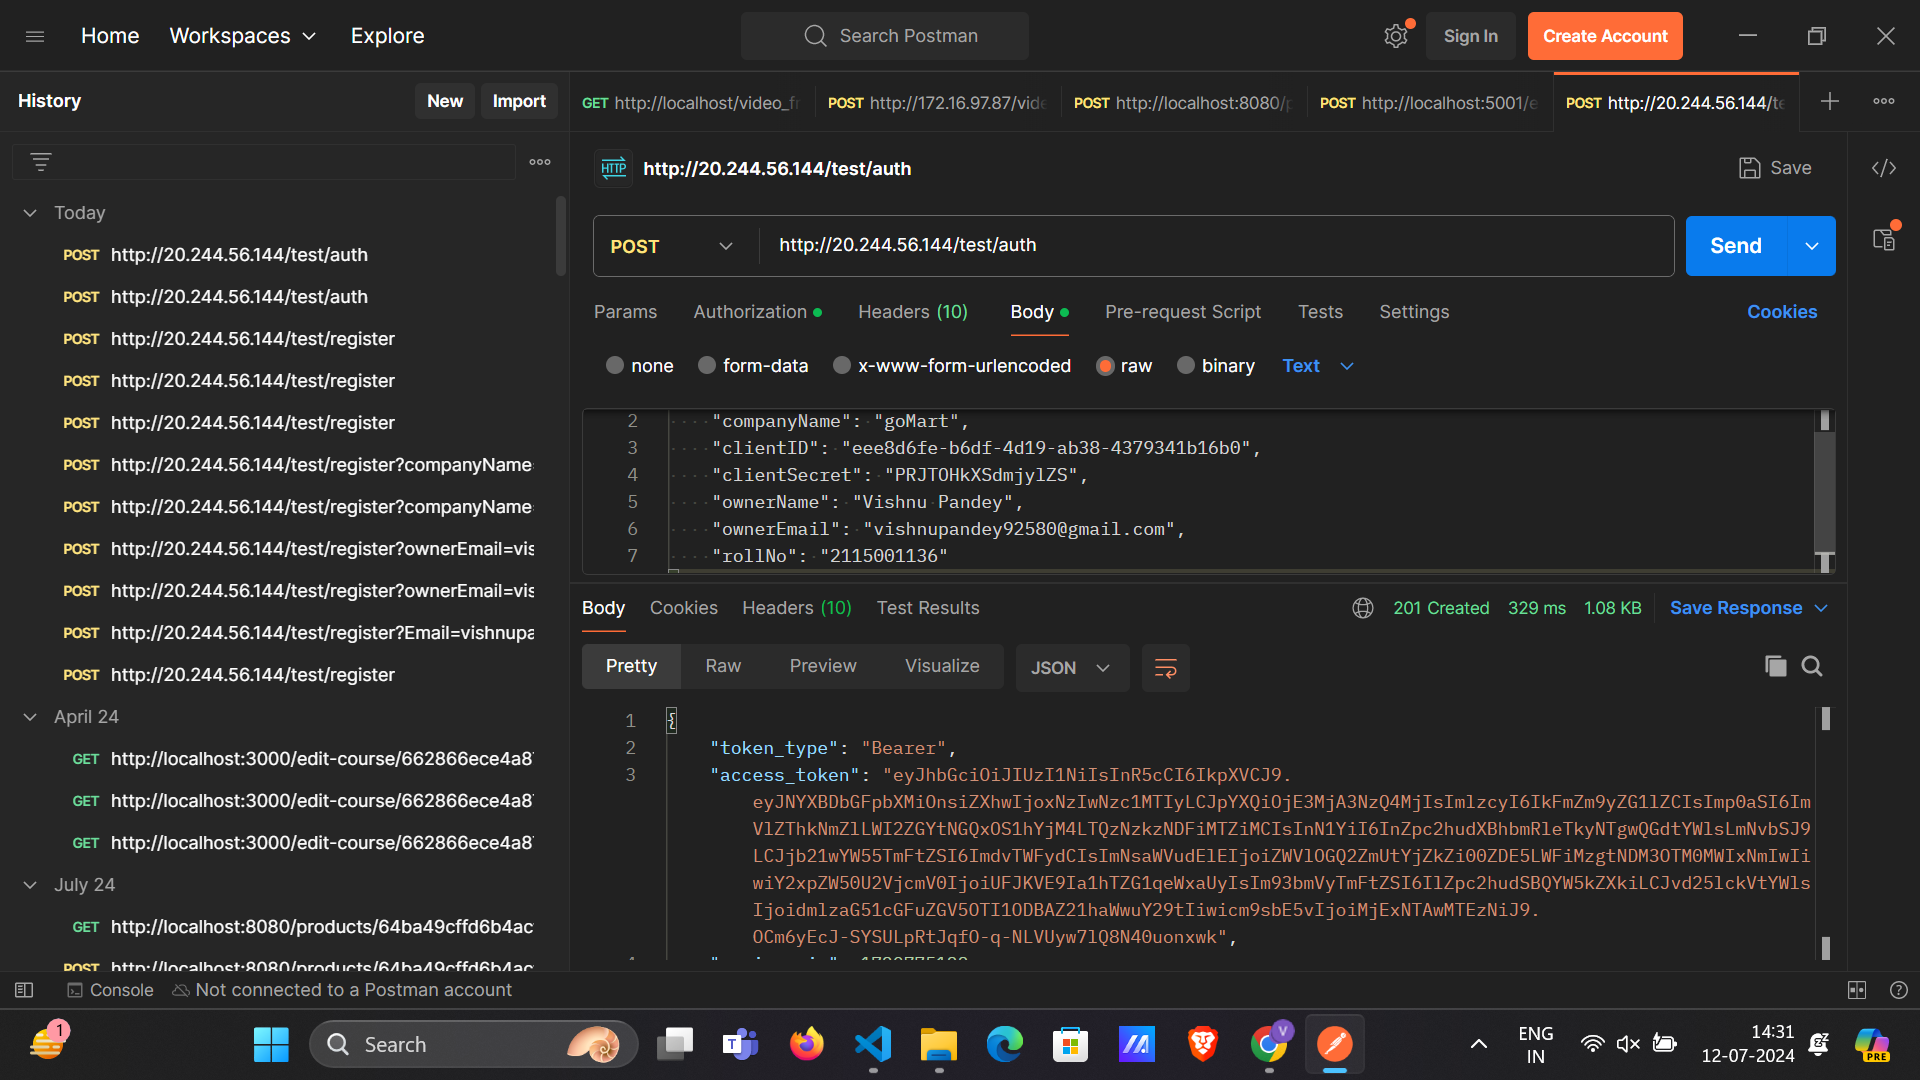 Home
Workspaces
Explore
Search Postman
Sign In
Create Account
History
New
Import
GET http://localhost/video_fr
POST http://172.16.97.87/vide
POST http://localhost:8080/p
POST http://localhost:5001/e
POST http://20.244.56.144/te
HTTP http://20.244.56.144/test/auth
Save
POST
http://20.244.56.144/test/auth
Send
Params
Authorization
Headers (10)
Body
Pre-request Script
Tests
Settings
Cookies
none
form-data
x-www-form-urlencoded
raw
binary
Text
2 "companyName": "goMart",
3 "clientID": "eee8d6fe-b6df-4d19-ab38-4379341b16b0",
4 "clientSecret": "PRJTOHkXSdmjylZS",
5 "ownerName": "Vishnu Pandey",
6 "ownerEmail": "vishnupandey92580@gmail.com",
7 "rollNo": "2115001136"
Today
POST http://20.244.56.144/test/auth
POST http://20.244.56.144/test/auth
POST http://20.244.56.144/test/register
POST http://20.244.56.144/test/register
POST http://20.244.56.144/test/register
POST http://20.244.56.144/test/register?companyName=
POST http://20.244.56.144/test/register?companyName=
POST http://20.244.56.144/test/register?ownerEmail=vis
POST http://20.244.56.144/test/register?ownerEmail=vis
POST http://20.244.56.144/test/register?Email=vishnupa
POST http://20.244.56.144/test/register
April 24
GET http://localhost:3000/edit-course/662866ece4a8
GET http://localhost:3000/edit-course/662866ece4a8
GET http://localhost:3000/edit-course/662866ece4a8
July 24
GET http://localhost:8080/products/64ba49cffd6b4ac
POST http://localhost:8080/products/64ba49cffd6b4ac
Body
Cookies
Headers (10)
Test Results
201 Created
329 ms
1.08 KB
Save Response
Pretty
Raw
Preview
Visualize
JSON
1 {
2 "token_type": "Bearer",
3 "access_token": "eyJhbGciOiJIUzI1NiIsInR5cCI6IkpXVCJ9.
eyJNYXBDbGFpbXMiOnsiZXhwIjoxNzIwNzc1MTIyLCJpYXQiOjE3MjA3NzQ4MjIsImlzcyI6IkFmZm9yZG1lZCIsImp0aSI6Im
VlZThkNmZlLWI2ZGYtNGQxOS1hYjM4LTQzNzkzNDFiMTZiMCIsInN1YiI6InZpc2hudXBhbmRleTkyNTgwQGdtYWlsLmNvbSJ9
LCJjb21wYW55TmFtZSI6ImdvTWFydCIsImNsaWVudElEIjoiZWVlOGQ2ZmUtYjZkZi00ZDE5LWFiMzgtNDM3OTM0MWIxNmIwIi
wiY2xpZW50U2VjcmV0IjoiUFJKVE9Ia1hTZG1qeWxaUyIsIm93bmVyTmFtZSI6IlZpc2hudSBQYW5kZXkiLCJvd25lckVtYWls
IjoidmlzaG51cGFuZGV5OTI1ODBAZ21haWwuY29tIiwicm9sbE5vIjoiMjExNTAwMTEzNiJ9.
OCm6yEcJ-SYSULpRtJqfO-q-NLVUyw7lQ8N40uonxwk",
Console
Not connected to a Postman account
1
Search
PRE
ENG
IN
14:31
12-07-2024